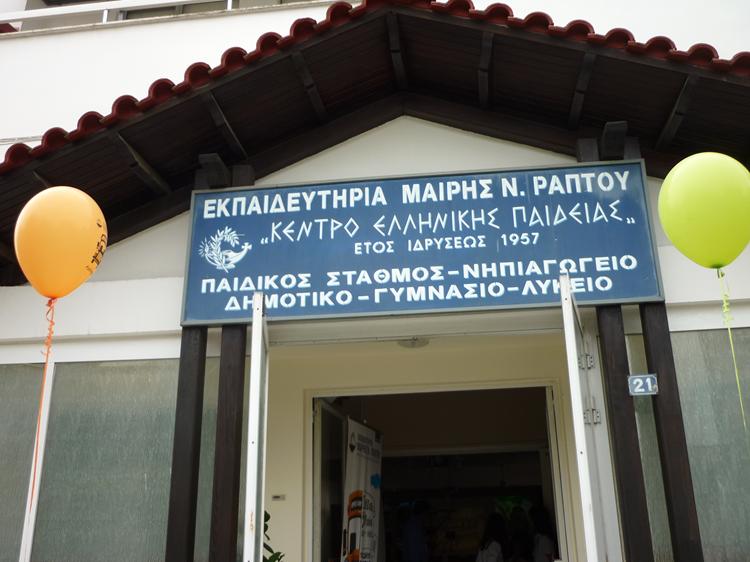 ΕΚΠΑΙΔΕΥΤΗΡΙΑ ΜΑΙΡΗΣ Ν. ΡΑΠΤΟΥ
„ΚΕΝΤΡΟ ΕΛΛΗΝΙΚΗΣ ΠΑΙΔΕΙΑΣ„
ΕΤΟΣ ΙΔΡΥΣΕΩΣ 1957
ΠΑΙΔΙΚΟΣ ΣΤΑΘΜΟΣ-ΝΗΠΙΑΓΩΓΕΙΟ
ΔΗΜΟΤΙΚΟ-ΓΥΜΝΑΣΙΟ-ΛΥΚΕΙΟ
21